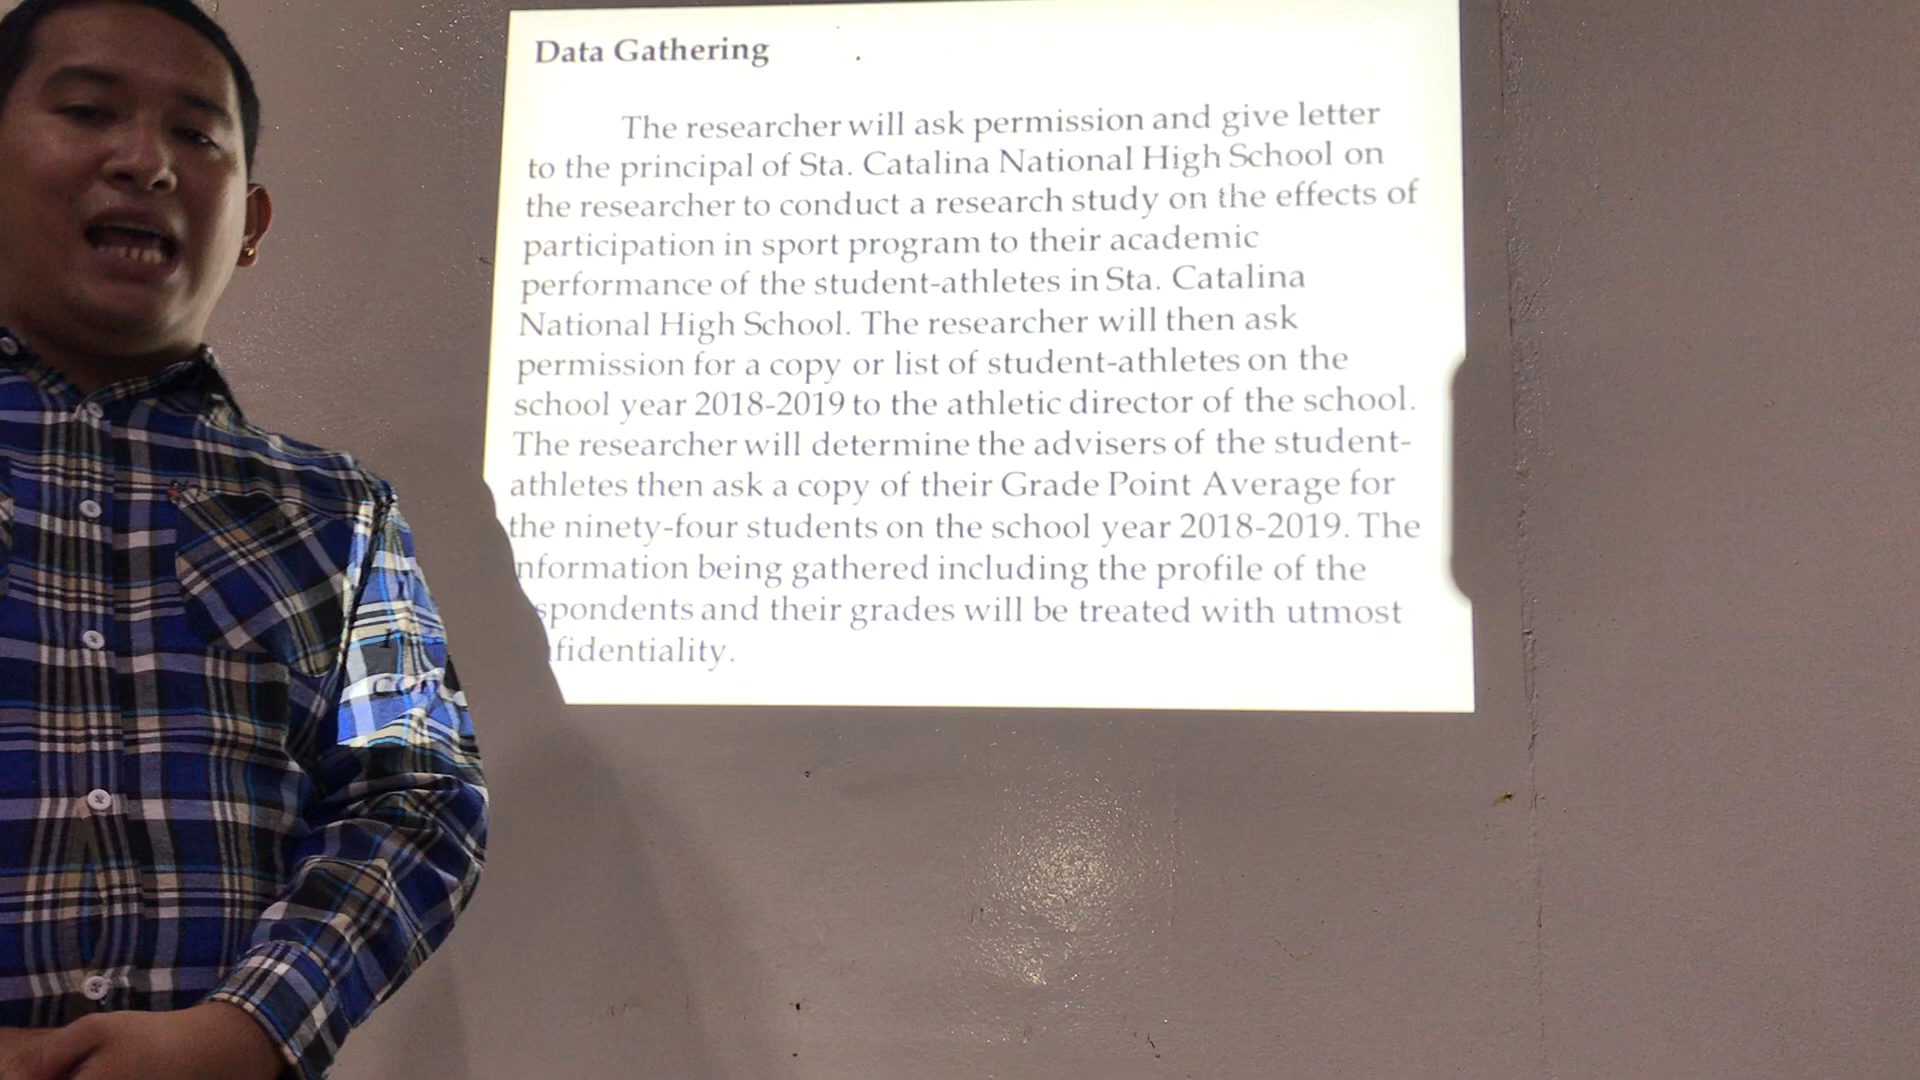 Data Gathering
The researcher will ask permission and give letter
to the principal of Sta. Catalina National High School on
the researcher to conduct a research study on the effects of
participation in sport program to their academic
performance of the student-athletes in Sta. Catalina
National High School. The researcher will then ask
permission for a copy or list of student-athletes on the
school year 2018-2019 to the athletic director of the school.
The researcher will determine the advisers of the student-
athletes then ask a copy of their Grade Point Average for
the ninety-four students on the school year 2018-2019. The
nformation being gathered including the profile of the
spondents and their grades will be treated with utmost
fidentiality.